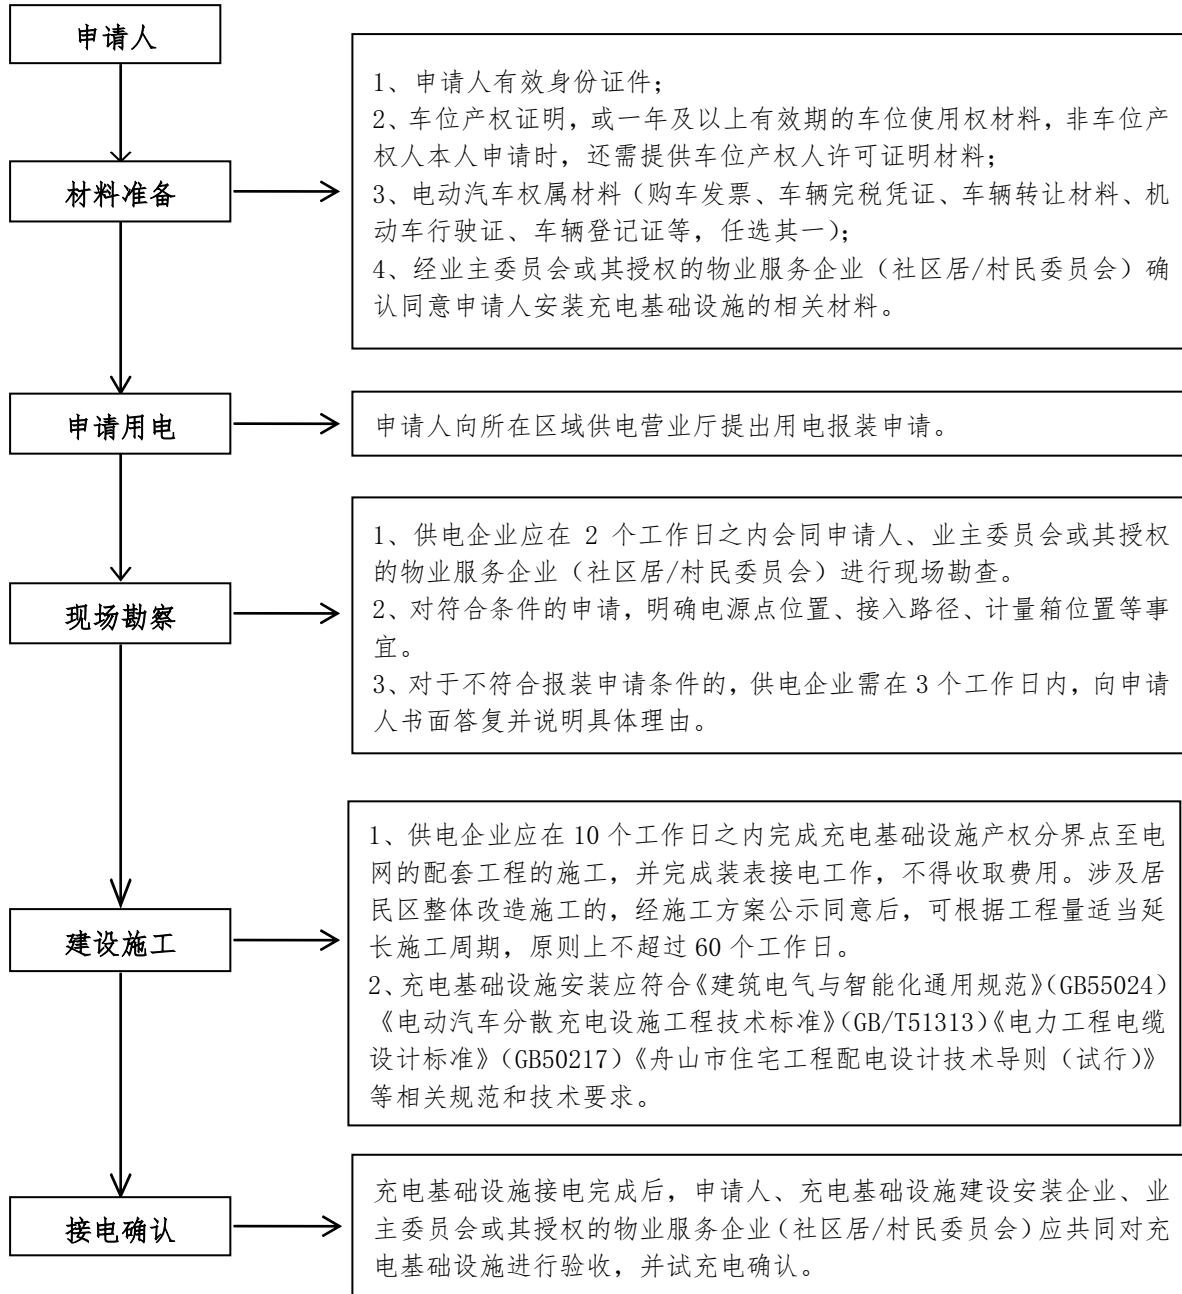 申请人
1、申请人有效身份证件；
2、车位产权证明，或一年及以上有效期的车位使用权材料，非车位产
权人本人申请时，还需提供车位产权人许可证明材料；
材料准备
3、电动汽车权属材料（购车发票、车辆完税凭证、车辆转让材料、机
动车行驶证、车辆登记证等，任选其一）；
4、经业主委员会或其授权的物业服务企业（社区居/村民委员会）确
认同意申请人安装充电基础设施的相关材料。
申请用电
申请人向所在区域供电营业厅提出用电报装申请。
1、供电企业应在 2 个工作日之内会同申请人、业主委员会或其授权
的物业服务企业（社区居/村民委员会）进行现场勘查。
现场勘察
2、对符合条件的申请，明确电源点位置、接入路径、计量箱位置等事
宜。
3、对于不符合报装申请条件的，供电企业需在 3 个工作日内，向申请
人书面答复并说明具体理由。
1、供电企业应在 10 个工作日之内完成充电基础设施产权分界点至电
网的配套工程的施工，并完成装表接电工作，不得收取费用。涉及居
民区整体改造施工的，经施工方案公示同意后，可根据工程量适当延
建设施工
长施工周期，原则上不超过 60 个工作日。
2、充电基础设施安装应符合《建筑电气与智能化通用规范》（GB55024）
《电动汽车分散充电设施工程技术标准》（GB/T51313）《电力工程电缆
设计标准》（GB50217）《舟山市住宅工程配电设计技术导则（试行）》
等相关规范和技术要求。
接电确认
充电基础设施接电完成后，申请人、充电基础设施建设安装企业、业
主委员会或其授权的物业服务企业（社区居/村民委员会）应共同对充
电基础设施进行验收，并试充电确认。